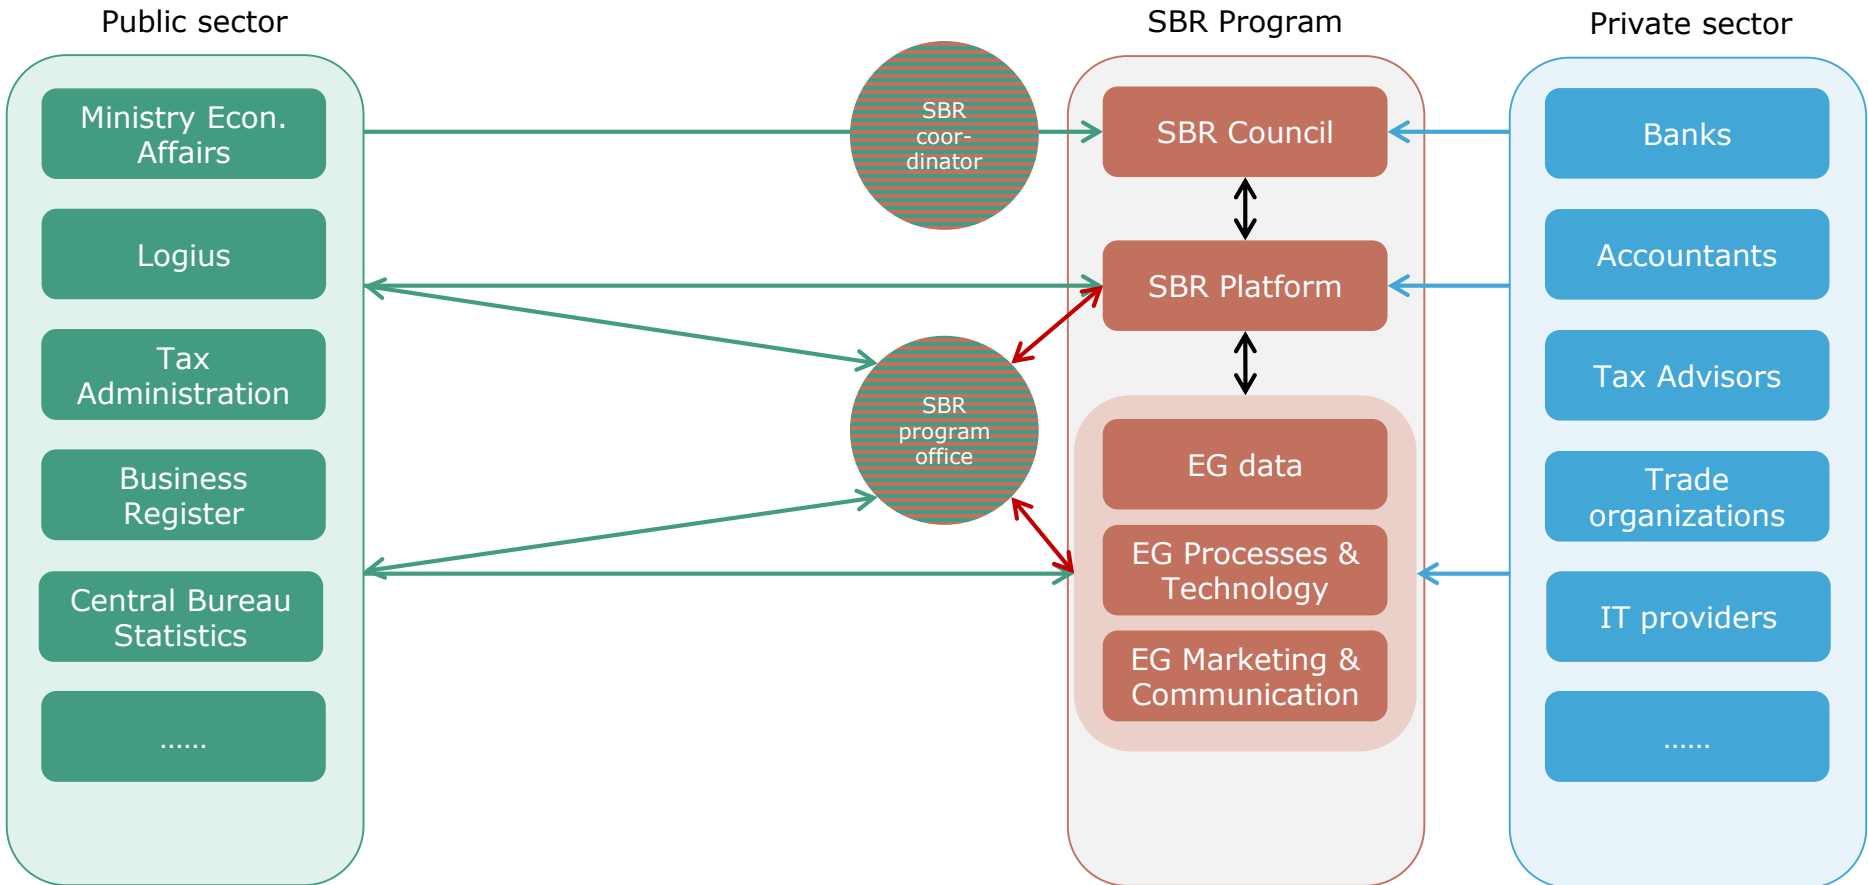 Public sector
SBR Program
Private sector
Ministry Econ.
Affairs
Logius
Tax
Administration
Business
Register
Central Bureau
Statistics
......
SBR
coor-
dinator
SBR
program
office
SBR Council
SBR Platform
EG data
EG Processes &
Technology
EG Marketing &
Communication
Banks
Accountants
Tax Advisors
Trade
organizations
IT providers
......